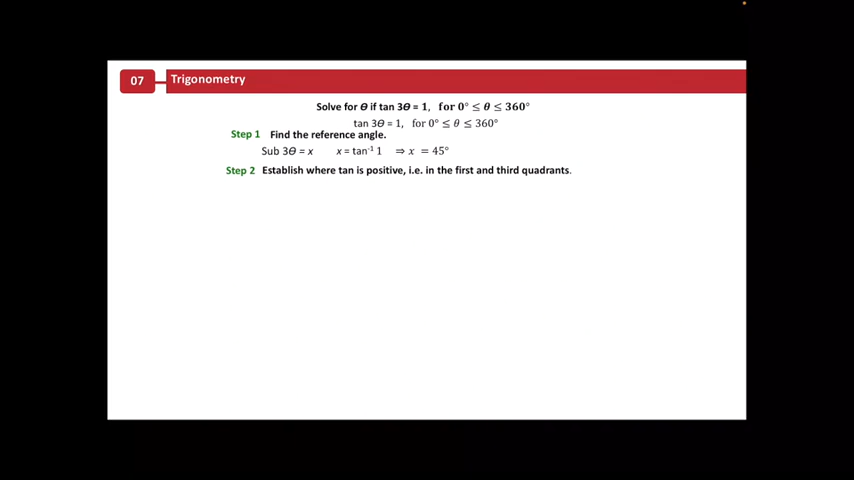 07 Trigonometry
Solve for Θ if tan 3Θ = 1, for 0° ≤ θ ≤ 360°
tan 3Θ = 1, for 0° ≤ θ ≤ 360°
Step 1 Find the reference angle.
Sub 3Θ = x x = tan⁻¹ 1 ⇒ x = 45°
Step 2 Establish where tan is positive, i.e. in the first and third quadrants.